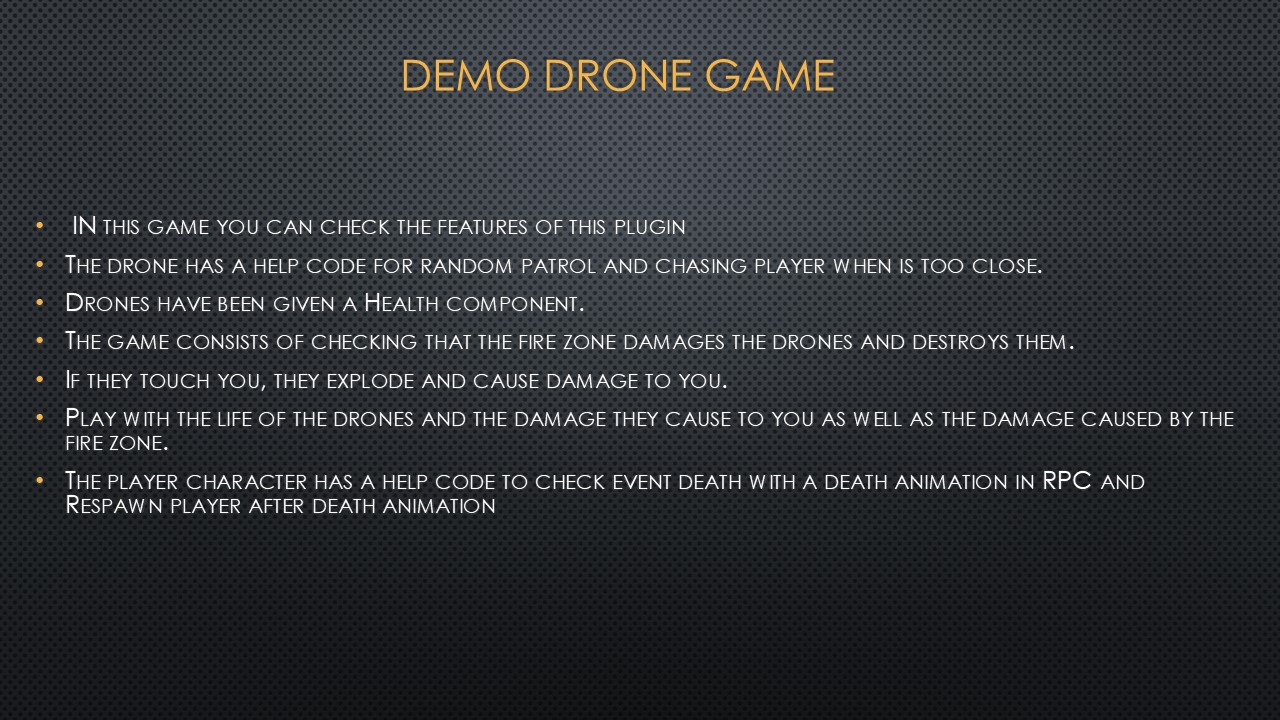 DEMO DRONE GAME
• IN THIS GAME YOU CAN CHECK THE FEATURES OF THIS PLUGIN
• THE DRONE HAS A HELP CODE FOR RANDOM PATROL AND CHASING PLAYER WHEN IS TOO CLOSE.
• DRONES HAVE BEEN GIVEN A HEALTH COMPONENT.
• THE GAME CONSISTS OF CHECKING THAT THE FIRE ZONE DAMAGES THE DRONES AND DESTROYS THEM.
• IF THEY TOUCH YOU, THEY EXPLODE AND CAUSE DAMAGE TO YOU.
• PLAY WITH THE LIFE OF THE DRONES AND THE DAMAGE THEY CAUSE TO YOU AS WELL AS THE DAMAGE CAUSED BY THE
FIRE ZONE.
• THE PLAYER CHARACTER HAS A HELP CODE TO CHECK EVENT DEATH WITH A DEATH ANIMATION IN RPC AND
RESPAWN PLAYER AFTER DEATH ANIMATION